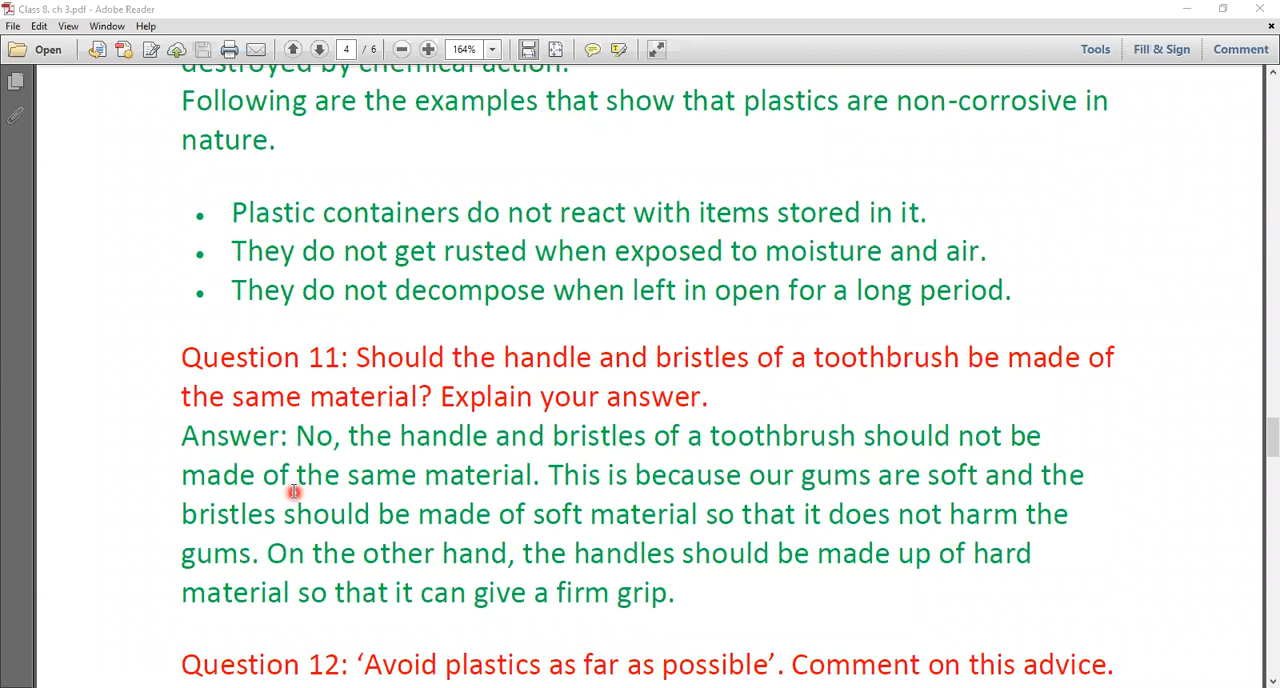 Class 8. ch 3.pdf - Adobe Reader
File Edit View Window Help
Open 4 / 6 164% Tools Fill & Sign Comment
destroyed by chemical action.
Following are the examples that show that plastics are non-corrosive in
nature.
• Plastic containers do not react with items stored in it.
• They do not get rusted when exposed to moisture and air.
• They do not decompose when left in open for a long period.
Question 11: Should the handle and bristles of a toothbrush be made of
the same material? Explain your answer.
Answer: No, the handle and bristles of a toothbrush should not be
made of the same material. This is because our gums are soft and the
bristles should be made of soft material so that it does not harm the
gums. On the other hand, the handles should be made up of hard
material so that it can give a firm grip.
Question 12: ‘Avoid plastics as far as possible’. Comment on this advice.